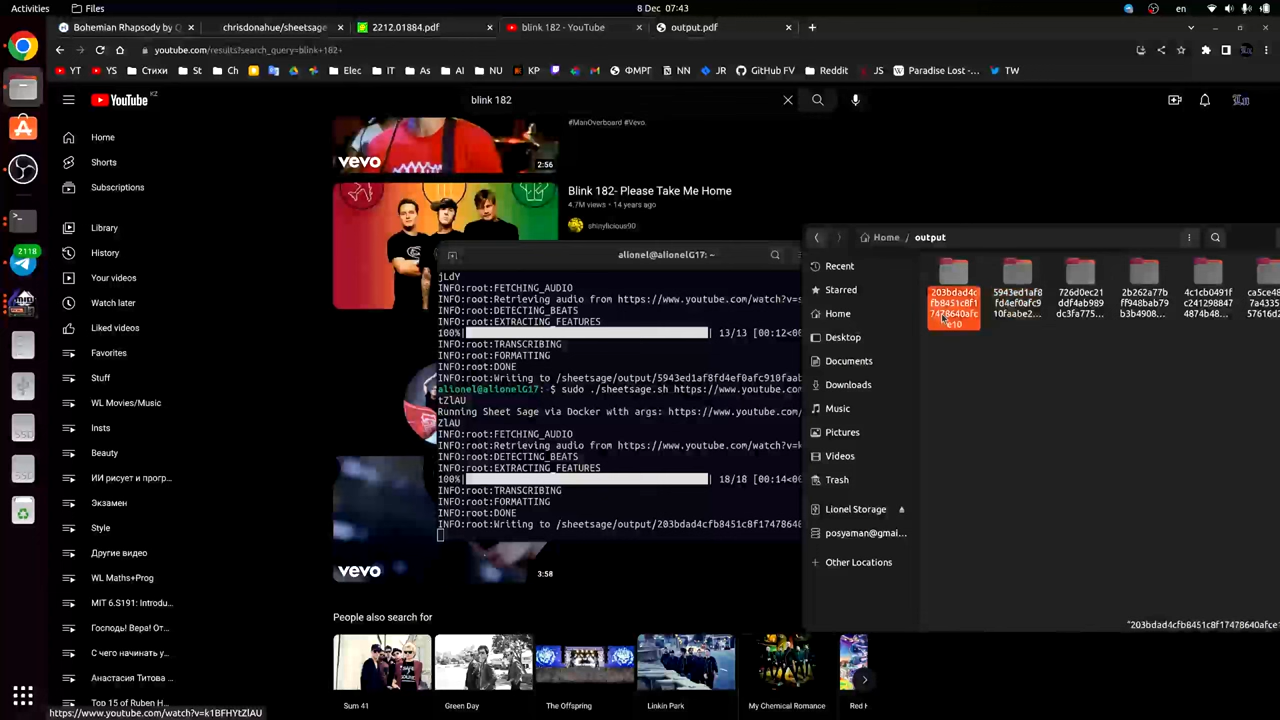 Activities
Files
8 Dec 07:43
en
Bohemian Rhapsody by Q
chrisdonahue/sheetsage
2212.01884.pdf
blink 182 - YouTube
output.pdf
youtube.com/results?search_query=blink+182+
YT
YS
Стихи
St
Ch
Elec
IT
As
AI
NU
KP
ФМГ
NN
JR
GitHub FV
Reddit
JS
Paradise Lost -...
TW
YouTube KZ
blink 182
Home
Shorts
Subscriptions
Library
History
Your videos
Watch later
Liked videos
Favorites
Stuff
WL Movies/Music
Insts
Beauty
ИИ рисует и прогр...
Экзамен
Style
Другие видео
WL Maths+Prog
MIT 6.S191: Introdu...
Господь! Вера! От...
С чего начинать у...
Анастасия Титова
Top 15 of Ruben H...
https://www.youtube.com/watch?v=k1BFHYtZlAU
2118
#ManOverboard #Vevo.
vevo
2:56
Blink 182- Please Take Me Home
4.7M views • 14 years ago
shinylicious90
vevo
3:58
People also search for
Sum 41
Green Day
The Offspring
Linkin Park
My Chemical Romance
Red H
alionel@alionelG17: ~
jLdY
INFO:root:FETCHING_AUDIO
INFO:root:Retrieving audio from https://www.youtube.com/watch?v=s
INFO:root:DETECTING_BEATS
INFO:root:EXTRACTING_FEATURES
100%| | 13/13 [00:12<00
INFO:root:TRANSCRIBING
INFO:root:FORMATTING
INFO:root:DONE
INFO:root:Writing to /sheetsage/output/5943ed1af8fd4ef0afc910faab
alionel@alionelG17:~$ sudo ./sheetsage.sh https://www.youtube.com/
tZlAU
Running Sheet Sage via Docker with args: https://www.youtube.com/
ZlAU
INFO:root:FETCHING_AUDIO
INFO:root:Retrieving audio from https://www.youtube.com/watch?v=k
INFO:root:DETECTING_BEATS
INFO:root:EXTRACTING_FEATURES
100%| | 18/18 [00:14<00
INFO:root:TRANSCRIBING
INFO:root:FORMATTING
INFO:root:DONE
INFO:root:Writing to /sheetsage/output/203bdad4cfb8451c8f17478640
Home / output
Recent
Starred
Home
Desktop
Documents
Downloads
Music
Pictures
Videos
Trash
Lionel Storage
posyaman@gmai...
Other Locations
203bdad4c
fb8451c8f1
7478640afc
e10
5943ed1af8
fd4ef0afc9
10faabe2...
726d0ec21
ddf4ab989
dc3fa775...
2b262a77b
ff948bab79
b3b4908...
4c1cb0491f
c241298847
4874b48...
ca5ce48
7a4335
57616d2
"203bdad4cfb8451c8f17478640afce1